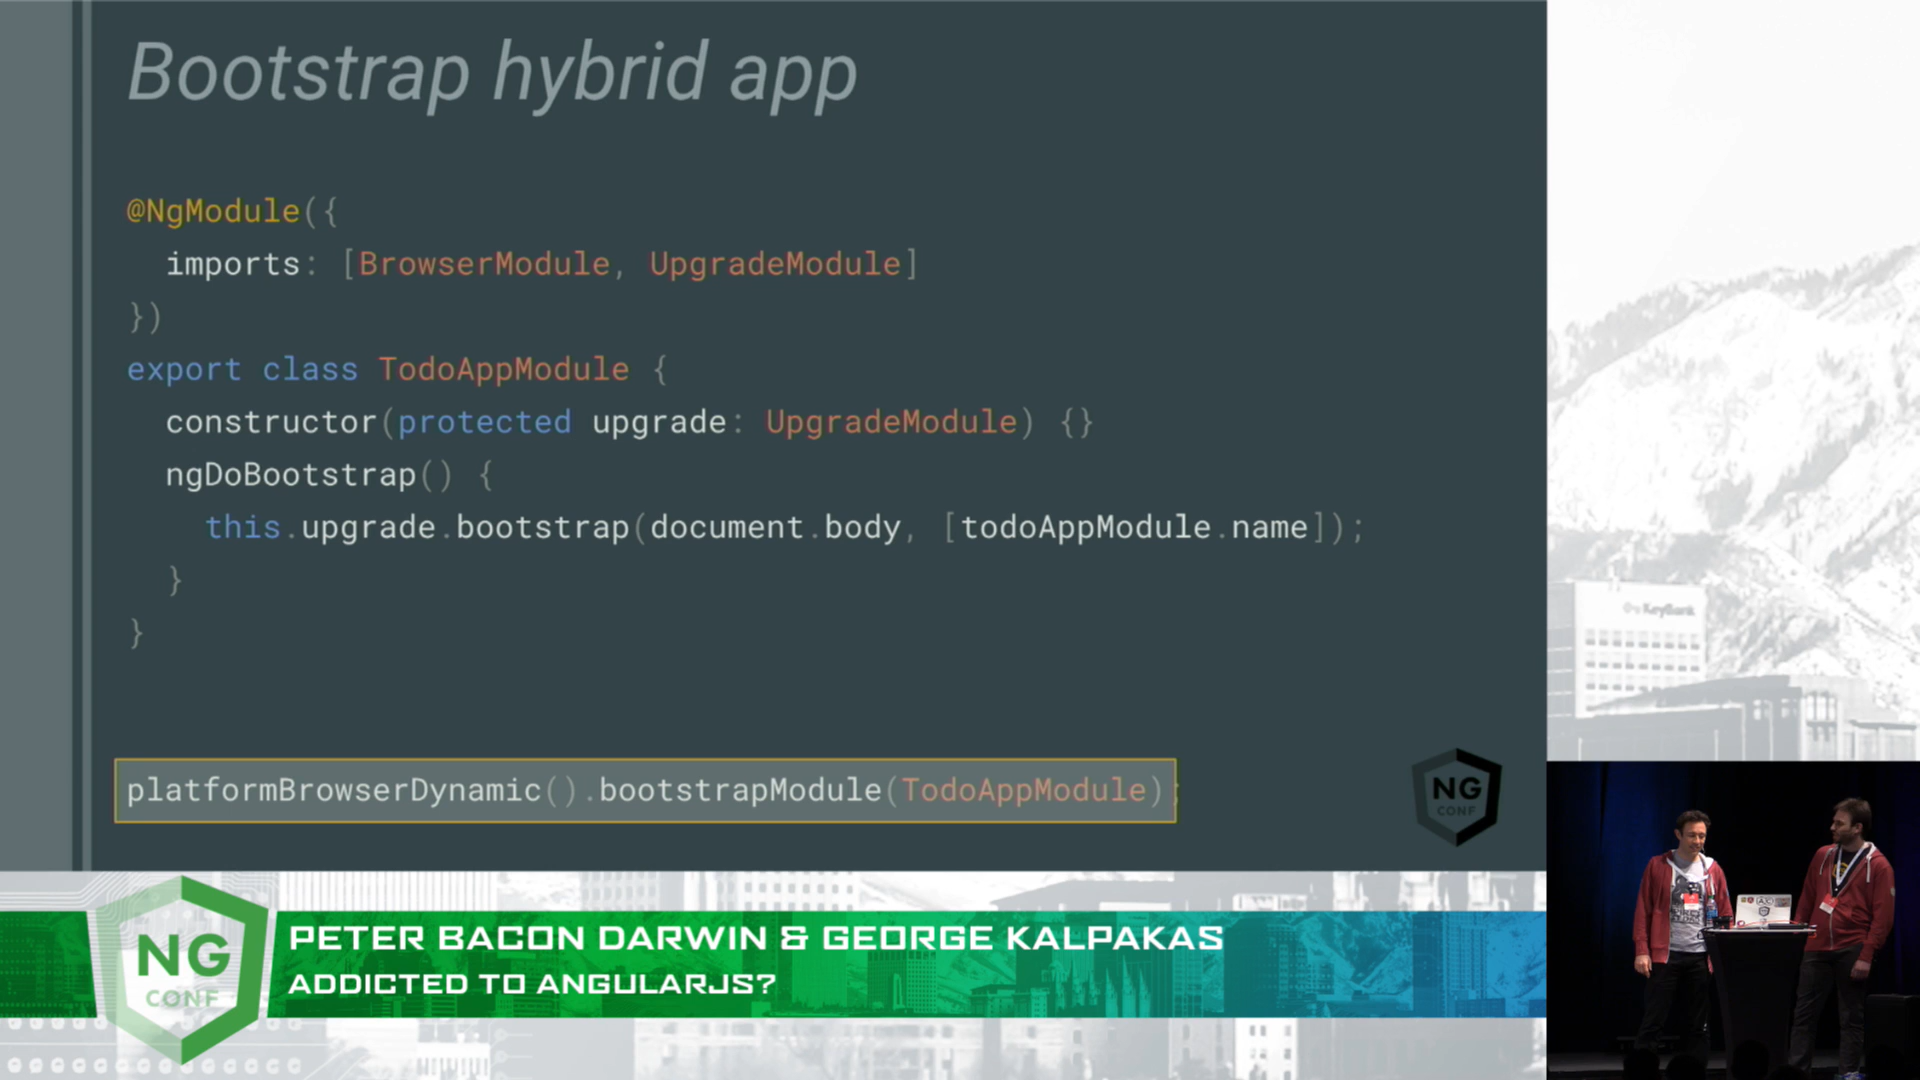 Bootstrap hybrid app
@NgModule({
  imports: [BrowserModule, UpgradeModule]
})
export class TodoAppModule {
  constructor(protected upgrade: UpgradeModule) {}
  ngDoBootstrap() {
    this.upgrade.bootstrap(document.body, [todoAppModule.name]);
  }
}
platformBrowserDynamic().bootstrapModule(TodoAppModule);
NG
CONF
KeyBank
NG
CONF
PETER BACON DARWIN & GEORGE KALPAKAS
ADDICTED TO ANGULARJS?